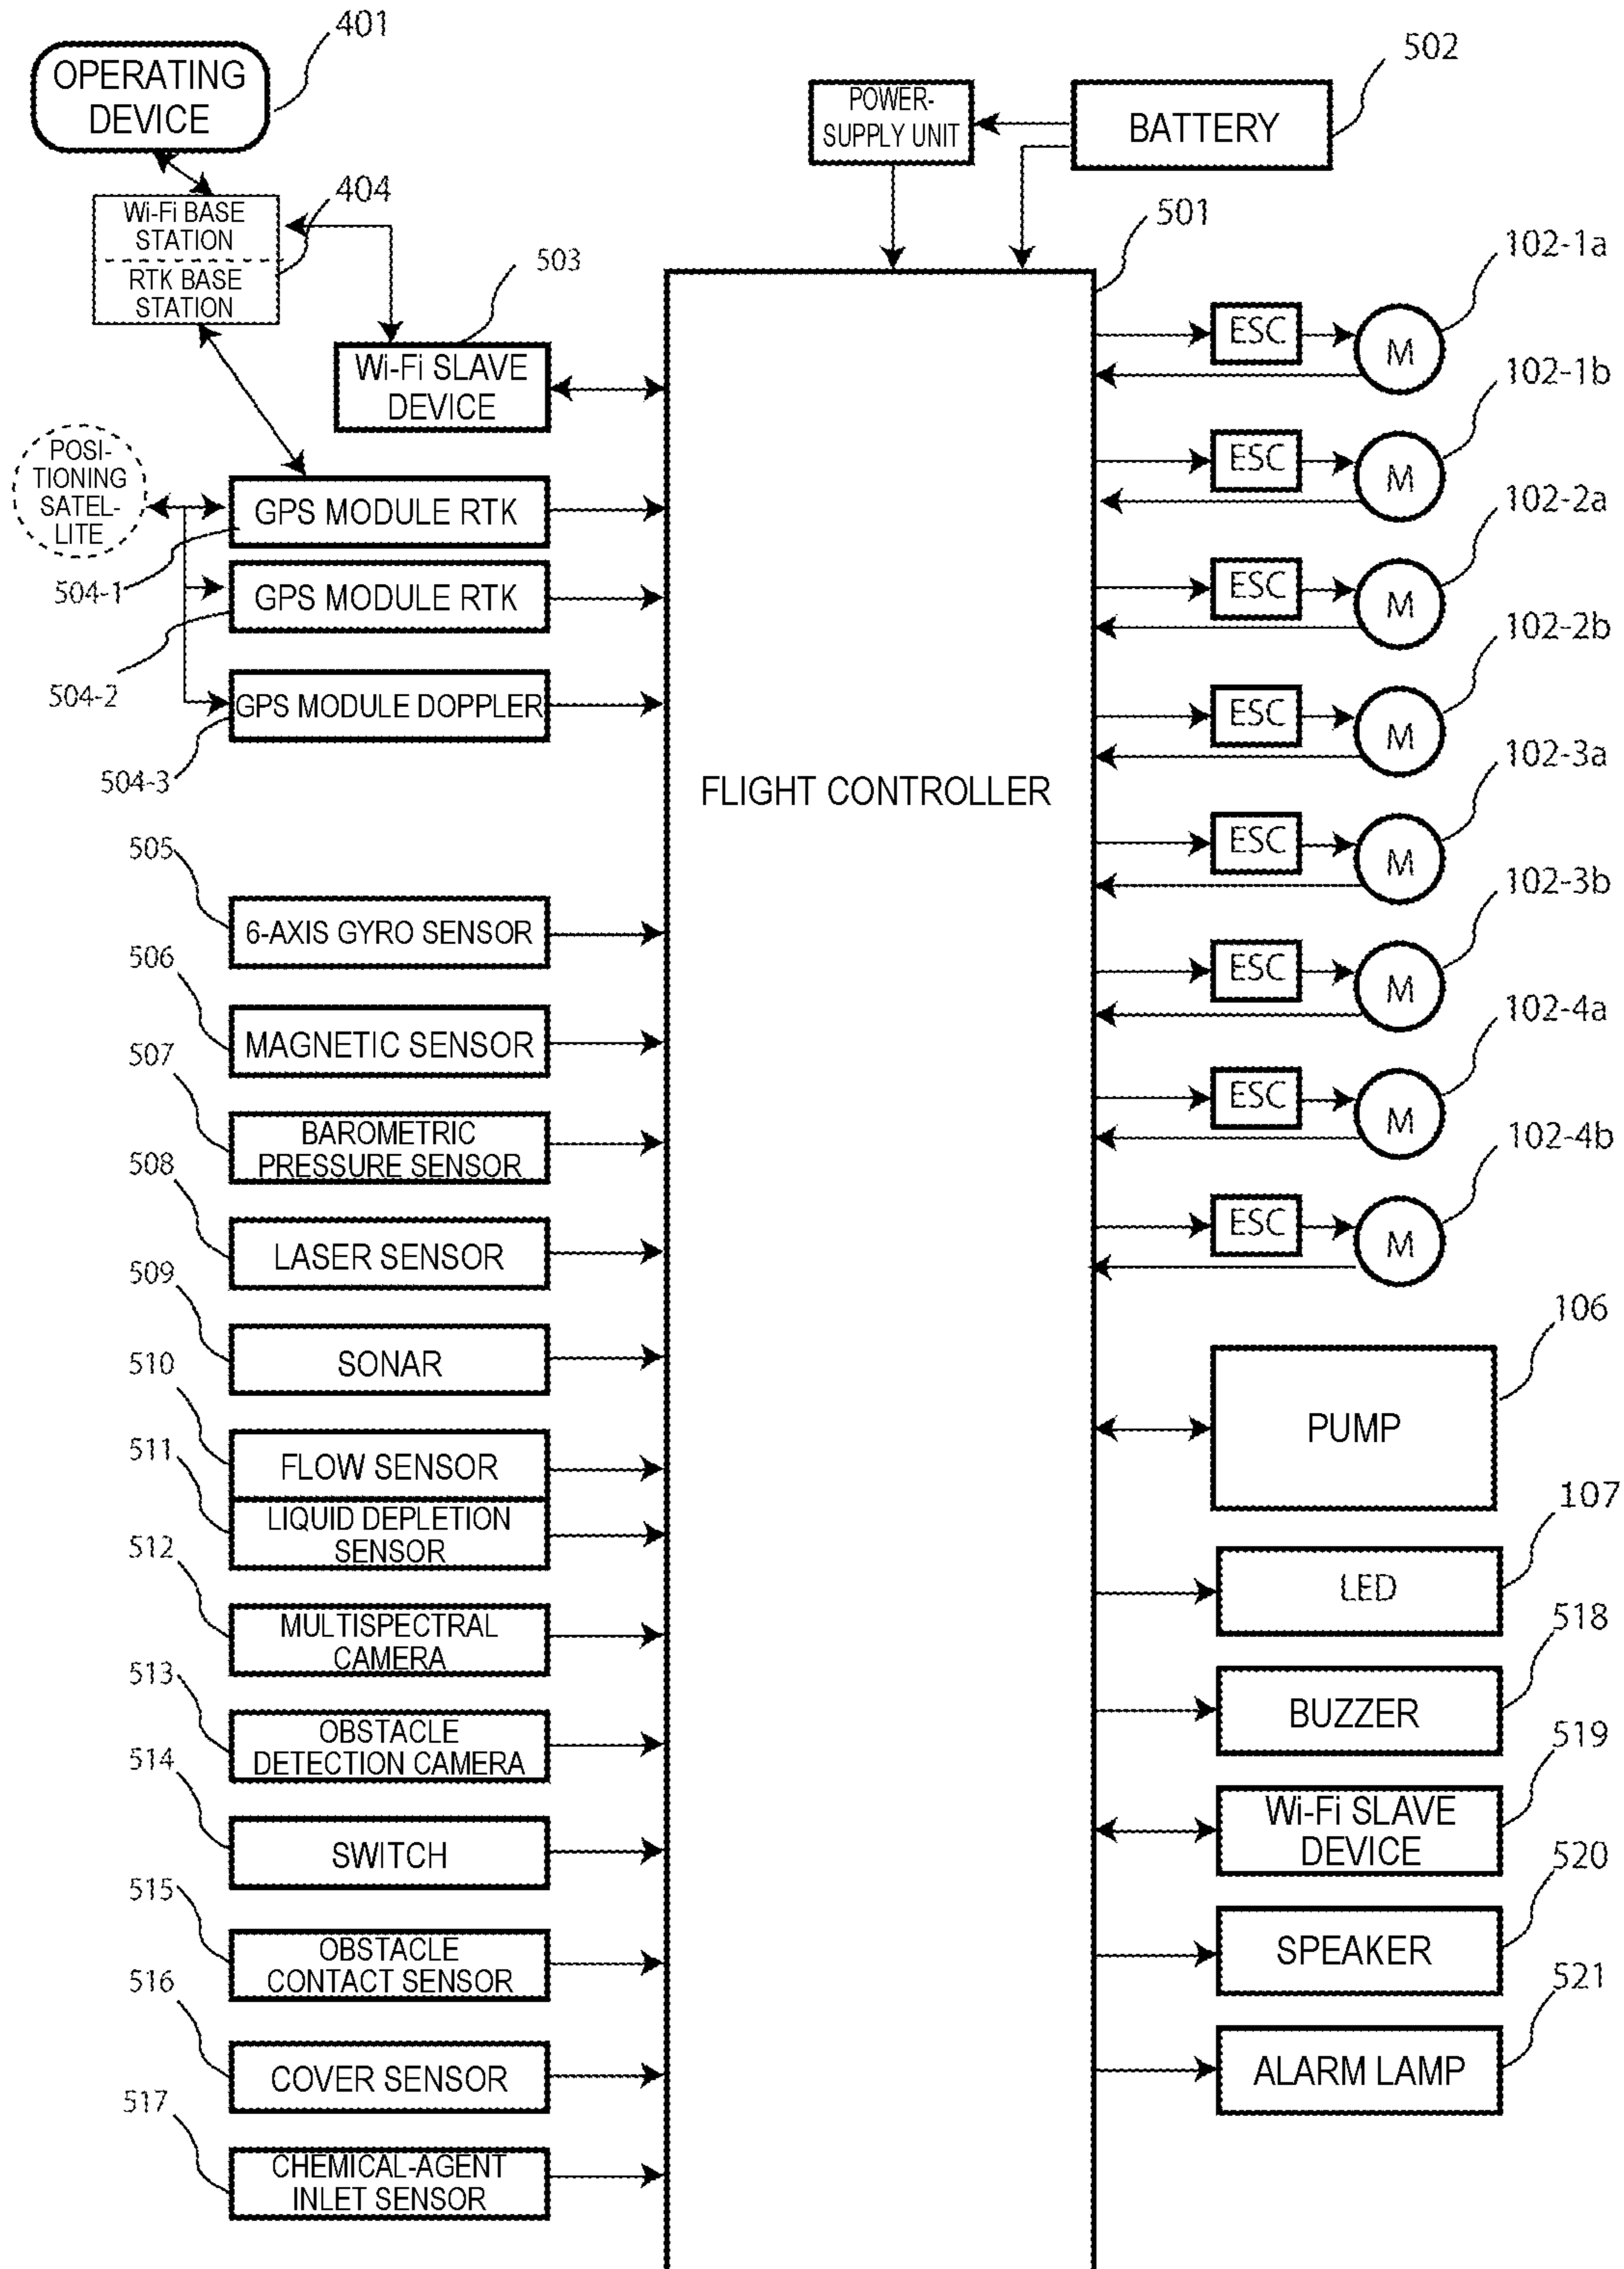 401
OPERATING
DEVICE
Wi-Fi BASE
STATION
404
RTK BASE
STATION
503
Wi-Fi SLAVE
DEVICE
POSI-
TIONING
SATEL-
LITE
GPS MODULE RTK
504-1
GPS MODULE RTK
504-2
GPS MODULE DOPPLER
504-3
505
6-AXIS GYRO SENSOR
506
MAGNETIC SENSOR
507
BAROMETRIC
PRESSURE SENSOR
508
LASER SENSOR
509
SONAR
510
FLOW SENSOR
511
LIQUID DEPLETION
SENSOR
512
MULTISPECTRAL
CAMERA
513
OBSTACLE
DETECTION CAMERA
514
SWITCH
515
OBSTACLE
CONTACT SENSOR
516
COVER SENSOR
517
CHEMICAL-AGENT
INLET SENSOR
POWER-
SUPPLY UNIT
BATTERY
502
501
FLIGHT CONTROLLER
ESC
M
102-1a
ESC
M
102-1b
ESC
M
102-2a
ESC
M
102-2b
ESC
M
102-3a
ESC
M
102-3b
ESC
M
102-4a
ESC
M
102-4b
106
PUMP
107
LED
518
BUZZER
519
Wi-Fi SLAVE
DEVICE
520
SPEAKER
521
ALARM LAMP